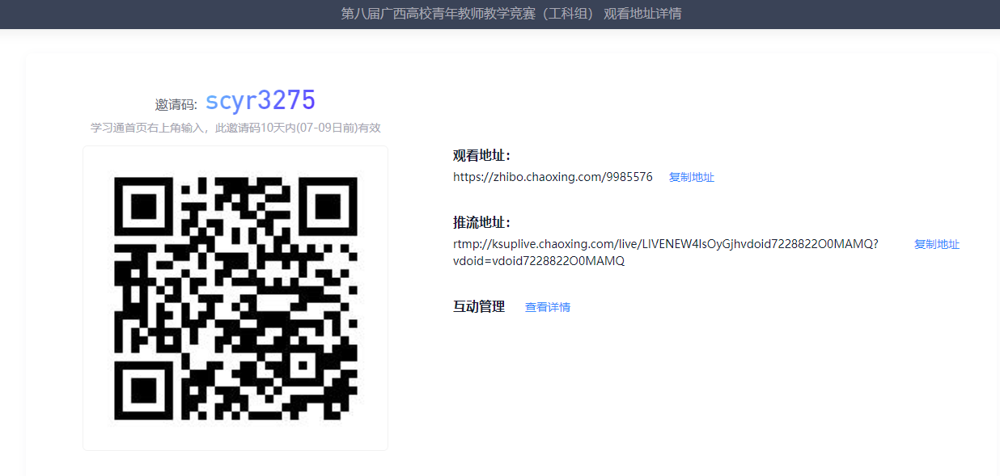 第八届广西高校青年教师教学竞赛（工科组） 观看地址详情
邀请码: scyr3275
学习通首页右上角输入，此邀请码10天内(07-09日前)有效
观看地址：
https://zhibo.chaoxing.com/9985576 复制地址
推流地址：
rtmp://ksuplive.chaoxing.com/live/LIVENEW4IsOyGjhvdoid7228822O0MAMQ? 复制地址
vdoid=vdoid7228822O0MAMQ
互动管理 查看详情